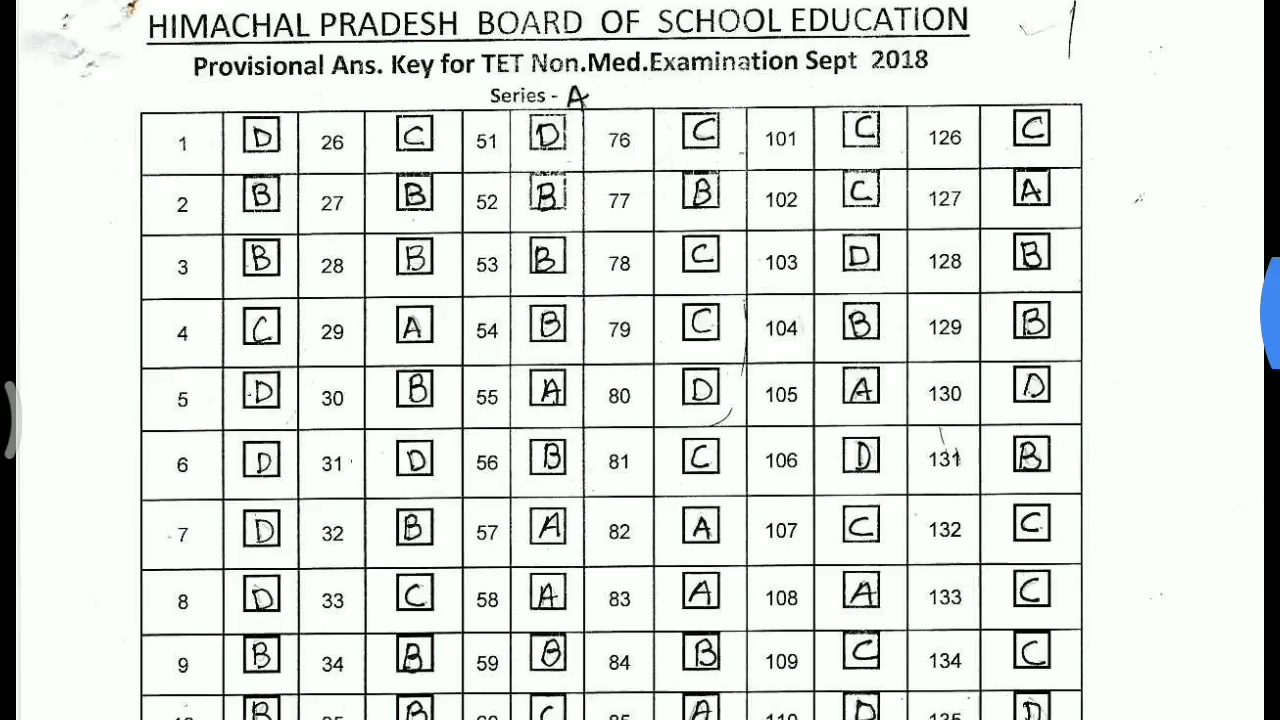 HIMACHAL PRADESH BOARD OF SCHOOL EDUCATION
Provisional Ans. Key for TET Non.Med.Examination Sept 2018
Series - A
1 D 26 C 51 D 76 C 101 C 126 C
2 B 27 B 52 B 77 B 102 C 127 A
3 B 28 B 53 B 78 C 103 D 128 B
4 C 29 A 54 B 79 C 104 B 129 B
5 D 30 B 55 A 80 D 105 A 130 D
6 D 31 D 56 B 81 C 106 D 131 B
7 D 32 B 57 A 82 A 107 C 132 C
8 D 33 C 58 A 83 A 108 A 133 C
9 B 34 B 59 B 84 B 109 C 134 C
B B C A D D